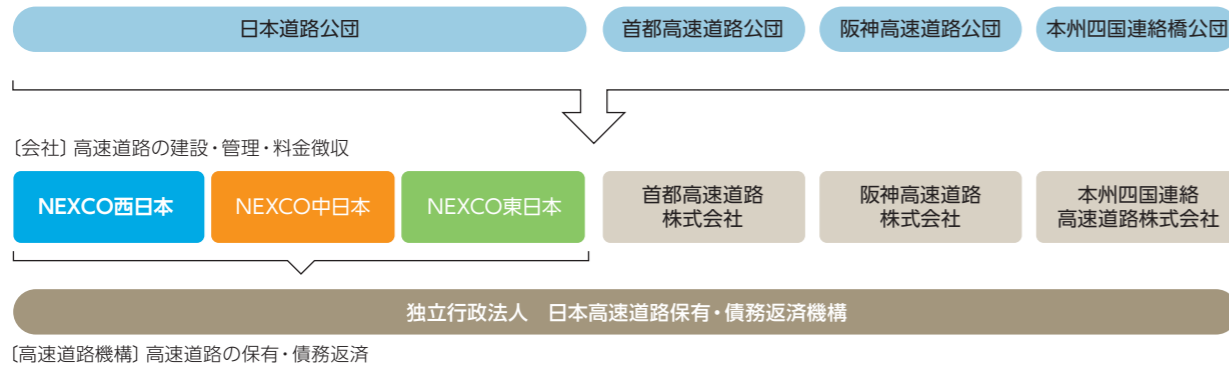 日本道路公団
首都高速道路公団
阪神高速道路公団
本州四国連絡橋公団
〔会社〕高速道路の建設・管理・料金徴収
NEXCO西日本
NEXCO中日本
NEXCO東日本
首都高速道路
株式会社
阪神高速道路
株式会社
本州四国連絡
高速道路株式会社
独立行政法人　日本高速道路保有・債務返済機構
〔高速道路機構〕高速道路の保有・債務返済